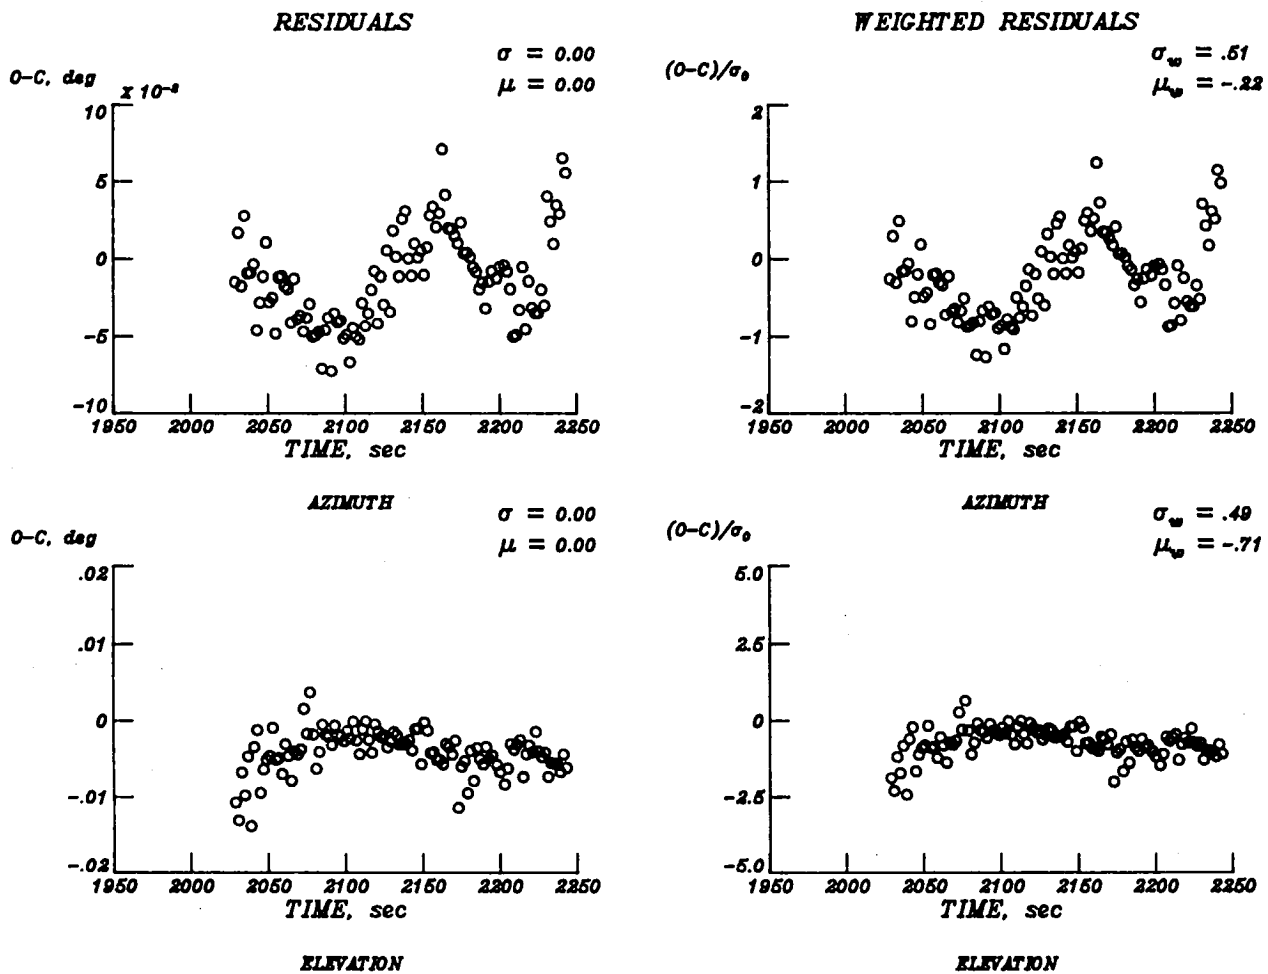 RESIDUALS
WEIGHTED RESIDUALS
O-C, deg
σ = 0.00
μ = 0.00
x 10⁻³
10
5
0
-5
-10
1950 2000 2050 2100 2150 2200 2250
TIME, sec
AZIMUTH
(O-C)/σ₀
σw = .51
μw = -.22
2
1
0
-1
-2
1950 2000 2050 2100 2150 2200 2250
TIME, sec
AZIMUTH
O-C, deg
σ = 0.00
μ = 0.00
.02
.01
0
-.01
-.02
1950 2000 2050 2100 2150 2200 2250
TIME, sec
ELEVATION
(O-C)/σ₀
σw = .49
μw = -.71
5.0
2.5
0
-2.5
-5.0
1950 2000 2050 2100 2150 2200 2250
TIME, sec
ELEVATION